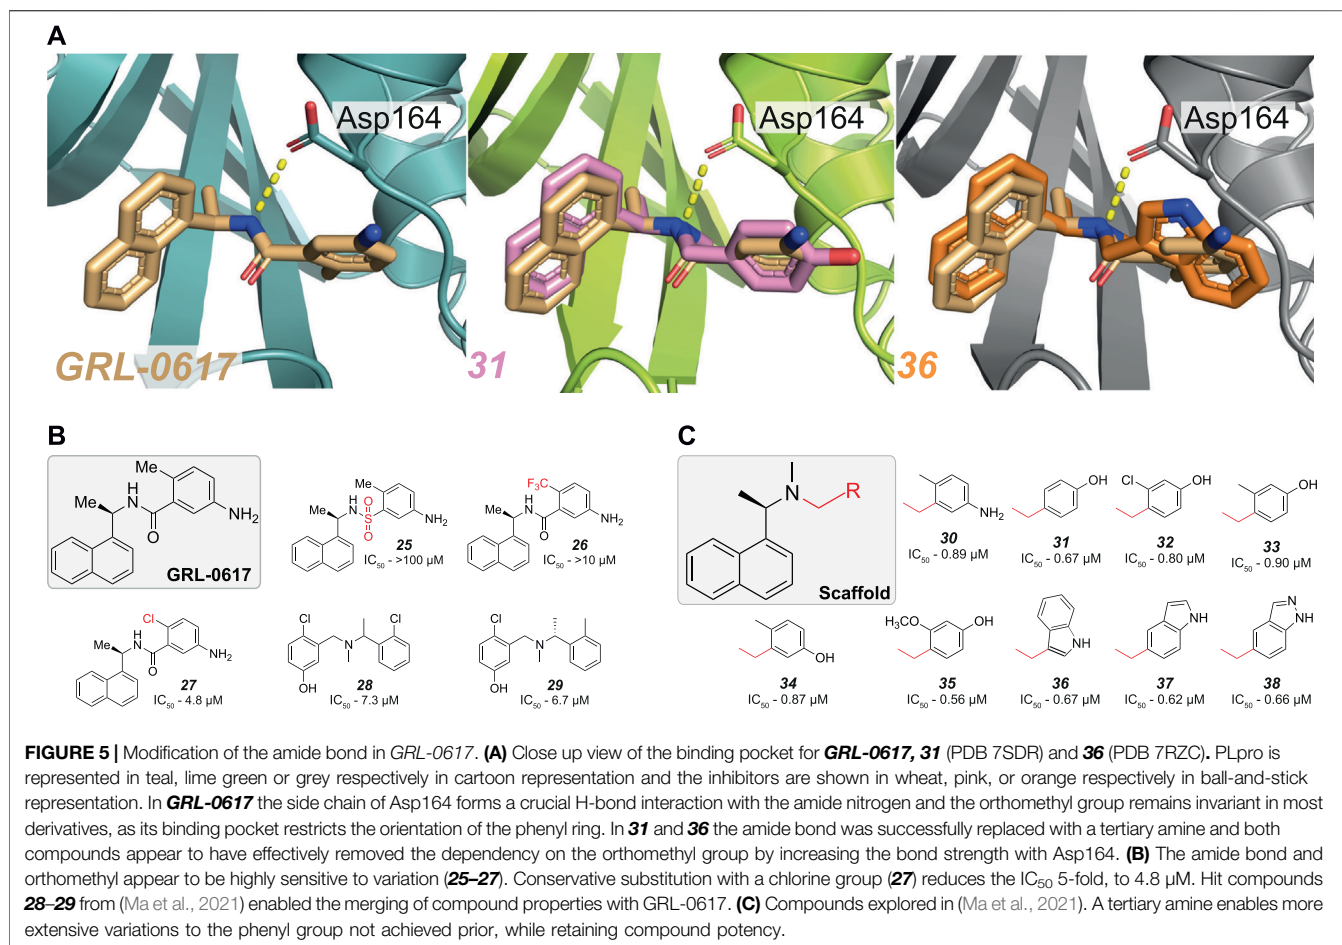 A
Asp164
Asp164
Asp164
GRL-0617
31
36
B
Me
Me
H
N
O
NH2
GRL-0617
Me
Me
H
N
O
S
O
NH2
25
IC50 - >100 µM
F3C
Me
H
N
O
NH2
26
IC50 - >10 µM
Cl
Me
H
N
O
NH2
27
IC50 - 4.8 µM
Cl
N
Cl
OH
28
IC50 - 7.3 µM
Cl
N
OH
29
IC50 - 6.7 µM
C
N
R
Scaffold
NH2
30
IC50 - 0.89 µM
OH
31
IC50 - 0.67 µM
Cl
OH
32
IC50 - 0.80 µM
OH
33
IC50 - 0.90 µM
OH
34
IC50 - 0.87 µM
H3CO
OH
35
IC50 - 0.56 µM
NH
36
IC50 - 0.67 µM
NH
37
IC50 - 0.62 µM
N
NH
38
IC50 - 0.66 µM
FIGURE 5 | Modification of the amide bond in GRL-0617. (A) Close up view of the binding pocket for GRL-0617, 31 (PDB 7SDR) and 36 (PDB 7RZC). PLpro is
represented in teal, lime green or grey respectively in cartoon representation and the inhibitors are shown in wheat, pink, or orange respectively in ball-and-stick
representation. In GRL-0617 the side chain of Asp164 forms a crucial H-bond interaction with the amide nitrogen and the orthomethyl group remains invariant in most
derivatives, as its binding pocket restricts the orientation of the phenyl ring. In 31 and 36 the amide bond was successfully replaced with a tertiary amine and both
compounds appear to have effectively removed the dependency on the orthomethyl group by increasing the bond strength with Asp164. (B) The amide bond and
orthomethyl appear to be highly sensitive to variation (25–27). Conservative substitution with a chlorine group (27) reduces the IC50 5-fold, to 4.8 µM. Hit compounds
28–29 from (Ma et al., 2021) enabled the merging of compound properties with GRL-0617. (C) Compounds explored in (Ma et al., 2021). A tertiary amine enables more
extensive variations to the phenyl group not achieved prior, while retaining compound potency.